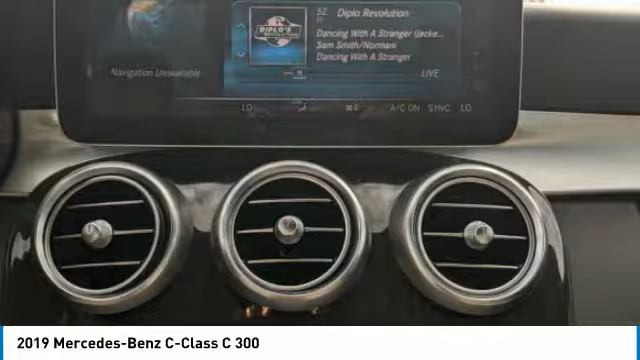 52 Diplo Revolution
DIPLO'S
Dancing With A Stranger (Jacke...
Sam Smith/Normani
Dancing With A Stranger
Navigation Unavailable
LIVE
LO A/C ON SYNC LO
2019 Mercedes-Benz C-Class C 300